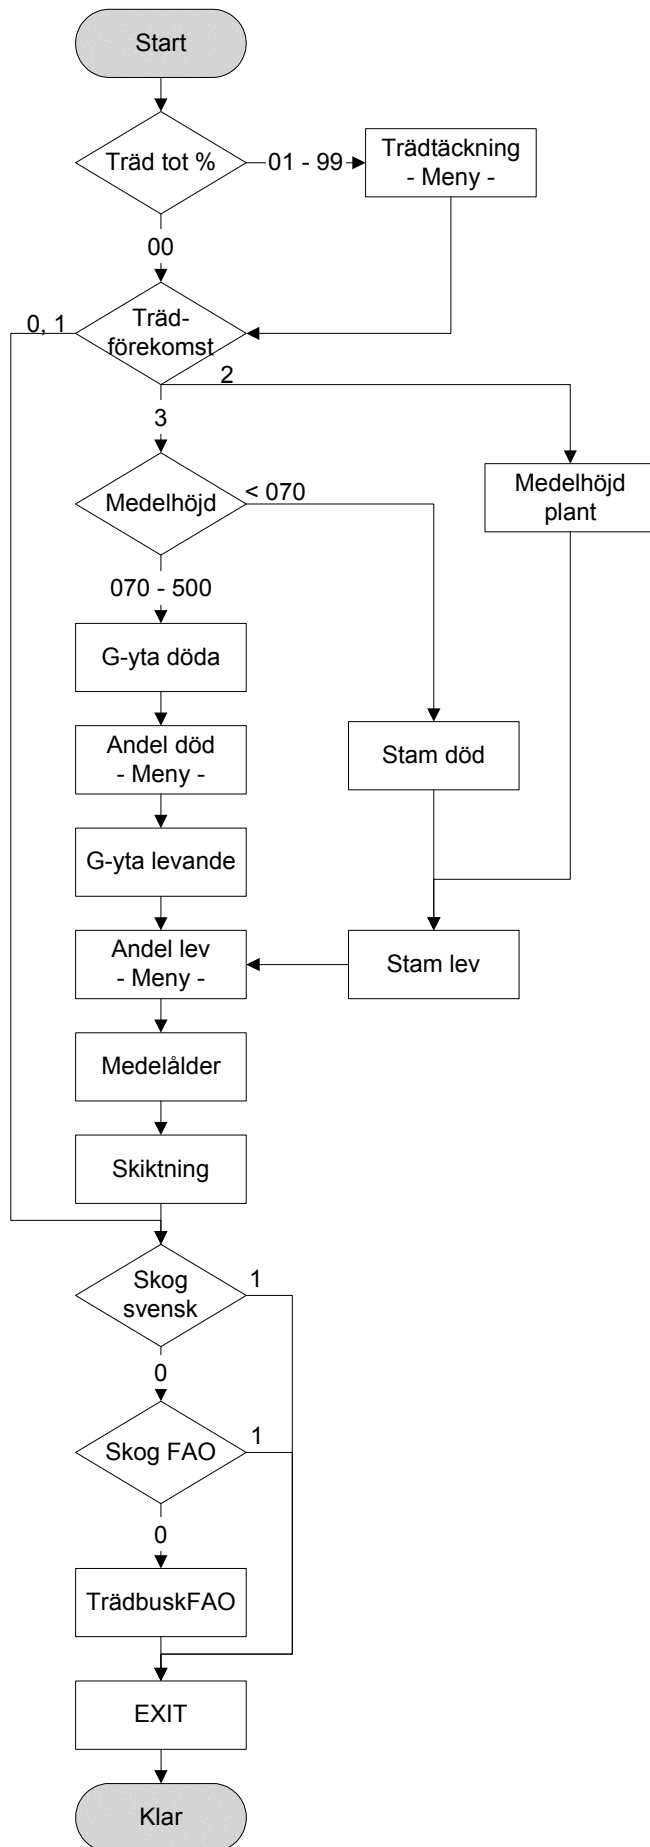 Start
Träd tot %
01 - 99
Trädtäckning
- Meny -
00
0, 1
Träd-
förekomst
2
3
Medelhöjd
< 070
Medelhöjd
plant
070 - 500
G-yta döda
Andel död
- Meny -
Stam död
G-yta levande
Andel lev
- Meny -
Stam lev
Medelålder
Skiktning
Skog
svensk
1
0
Skog FAO
1
0
TrädbuskFAO
EXIT
Klar